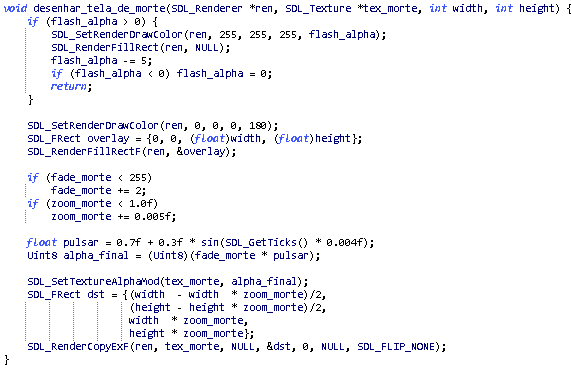 void desenhar_tela_de_morte(SDL_Renderer *ren, SDL_Texture *tex_morte, int width, int height) {
    if (flash_alpha > 0) {
        SDL_SetRenderDrawColor(ren, 255, 255, 255, flash_alpha);
        SDL_RenderFillRect(ren, NULL);
        flash_alpha -= 5;
        if (flash_alpha < 0) flash_alpha = 0;
        return;
    }

    SDL_SetRenderDrawColor(ren, 0, 0, 0, 180);
    SDL_FRect overlay = {0, 0, (float)width, (float)height};
    SDL_RenderFillRectF(ren, &overlay);

    if (fade_morte < 255)
        fade_morte += 2;
    if (zoom_morte < 1.0f)
        zoom_morte += 0.005f;

    float pulsar = 0.7f + 0.3f * sin(SDL_GetTicks() * 0.004f);
    Uint8 alpha_final = (Uint8)(fade_morte * pulsar);

    SDL_SetTextureAlphaMod(tex_morte, alpha_final);
    SDL_FRect dst = {(width  - width  * zoom_morte)/2,
                     (height - height * zoom_morte)/2,
                     width  * zoom_morte,
                     height * zoom_morte};
    SDL_RenderCopyExF(ren, tex_morte, NULL, &dst, 0, NULL, SDL_FLIP_NONE);
}